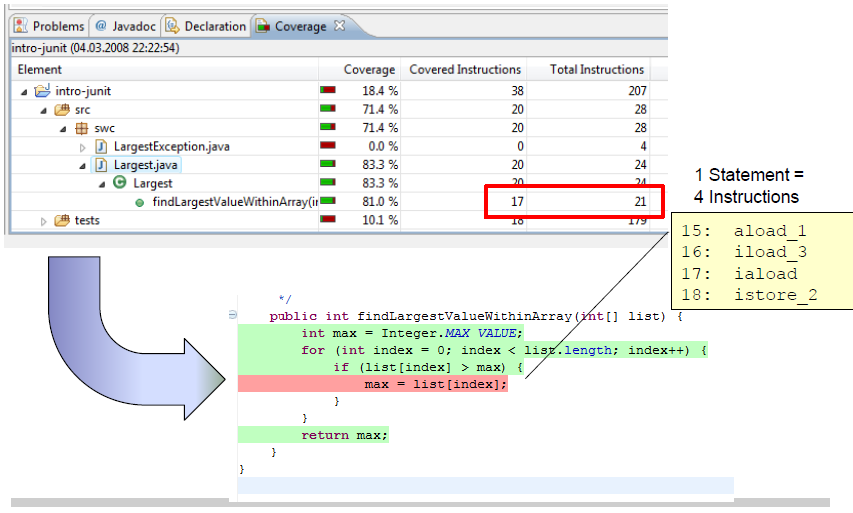 Problems @ Javadoc Declaration Coverage
intro-junit (04.03.2008 22:22:54)
Element Coverage Covered Instructions Total Instructions
intro-junit 18.4 % 38 207
src 71.4 % 20 28
swc 71.4 % 20 28
LargestException.java 0.0 % 0 4
Largest.java 83.3 % 20 24
Largest 83.3 % 20 24
findLargestValueWithinArray(in 81.0 % 17 21
tests 10.1 % 18 179
1 Statement =
4 Instructions
15: aload_1
16: iload_3
17: iaload
18: istore_2
*/
public int findLargestValueWithinArray(int[] list) {
int max = Integer.MAX_VALUE;
for (int index = 0; index < list.length; index++) {
if (list[index] > max) {
max = list[index];
}
}
return max;
}
}